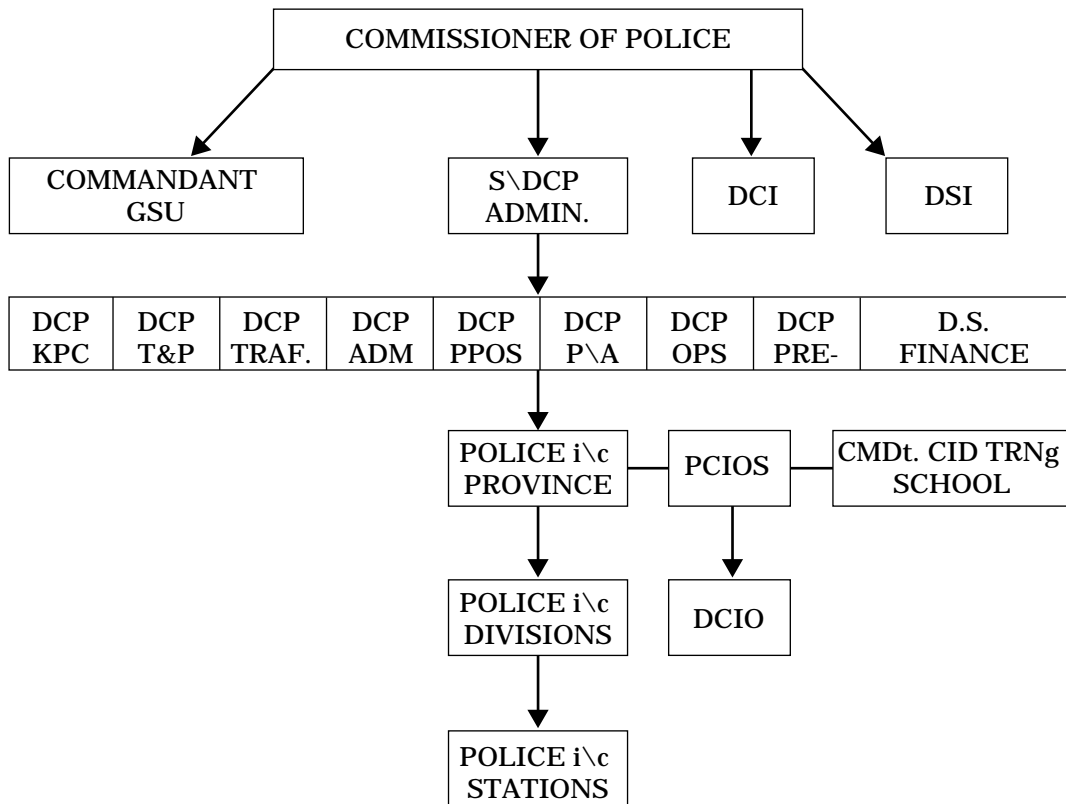 COMMISSIONER OF POLICE
COMMANDANT
GSU
S\DCP
ADMIN.
DCI
DSI
DCP
KPC
DCP
T&P
DCP
TRAF.
DCP
ADM
DCP
PPOS
DCP
P\A
DCP
OPS
DCP
PRE-
D.S.
FINANCE
POLICE i\c
PROVINCE
PCIOS
CMDt. CID TRNg
SCHOOL
POLICE i\c
DIVISIONS
DCIO
POLICE i\c
STATIONS